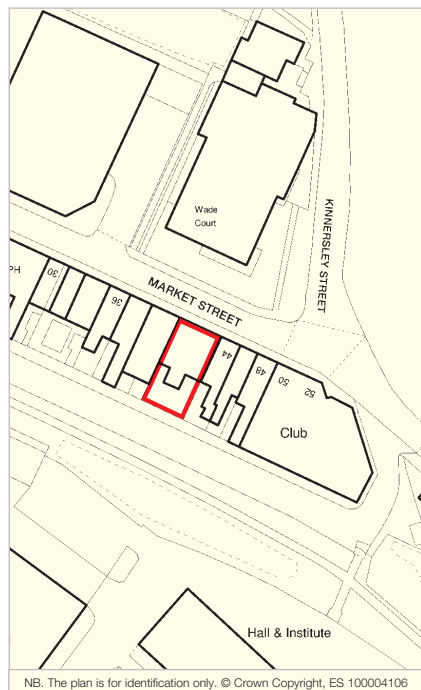 Wade
Court
KINNERSLEY STREET
MARKET STREET
PH
30
36
44
48
50
52
Club
Hall & Institute
NB. The plan is for identification only. © Crown Copyright, ES 100004106